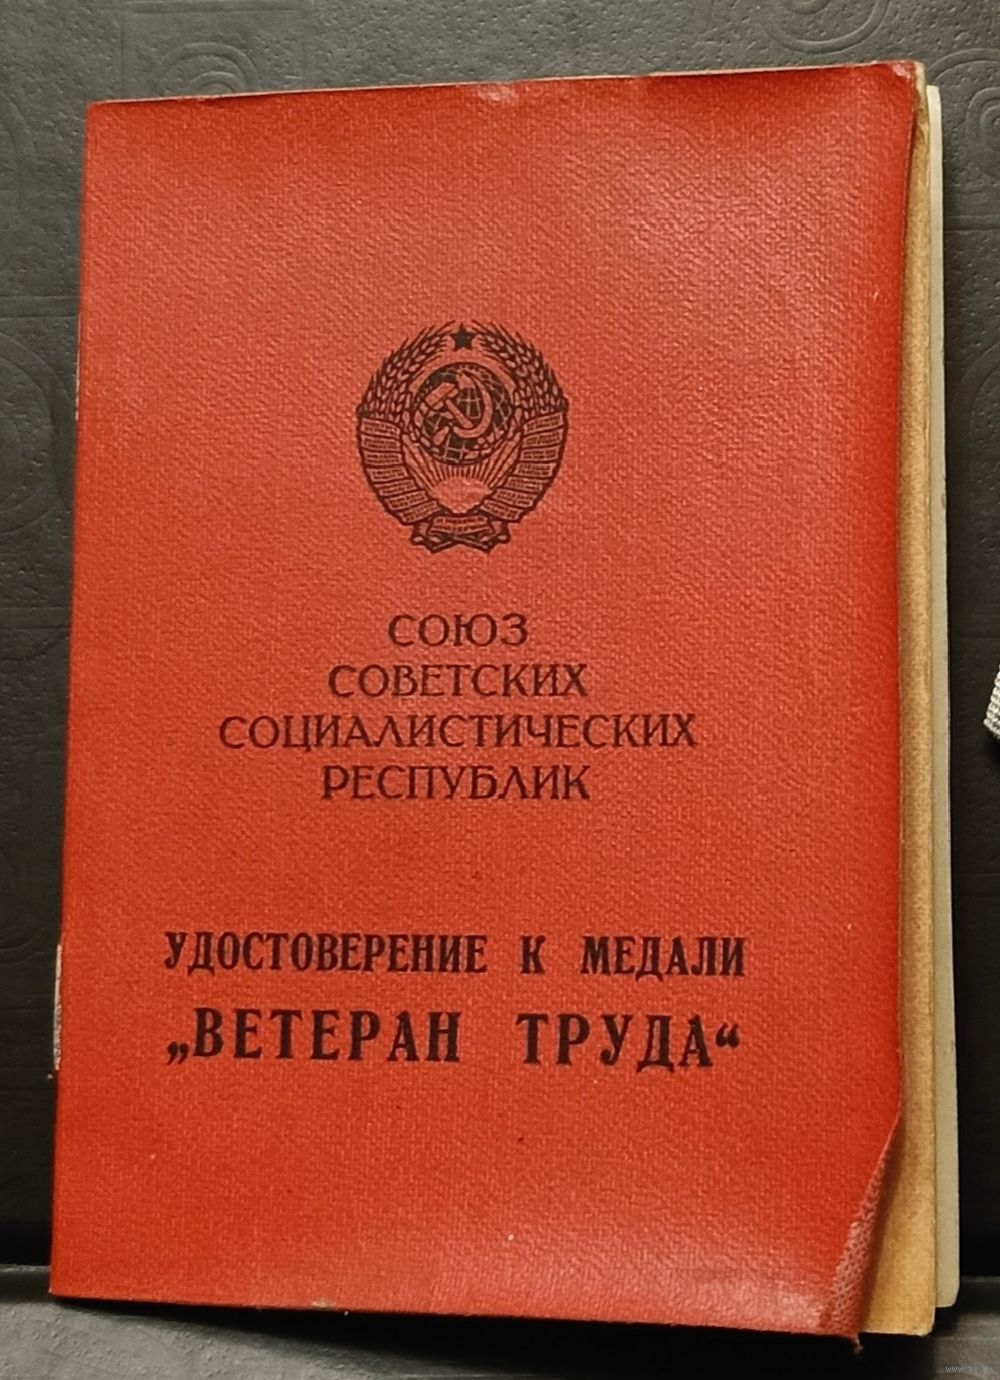 СОЮЗ
СОВЕТСКИХ
СОЦИАЛИСТИЧЕСКИХ
РЕСПУБЛИК
УДОСТОВЕРЕНИЕ К МЕДАЛИ
„ВЕТЕРАН ТРУДА“